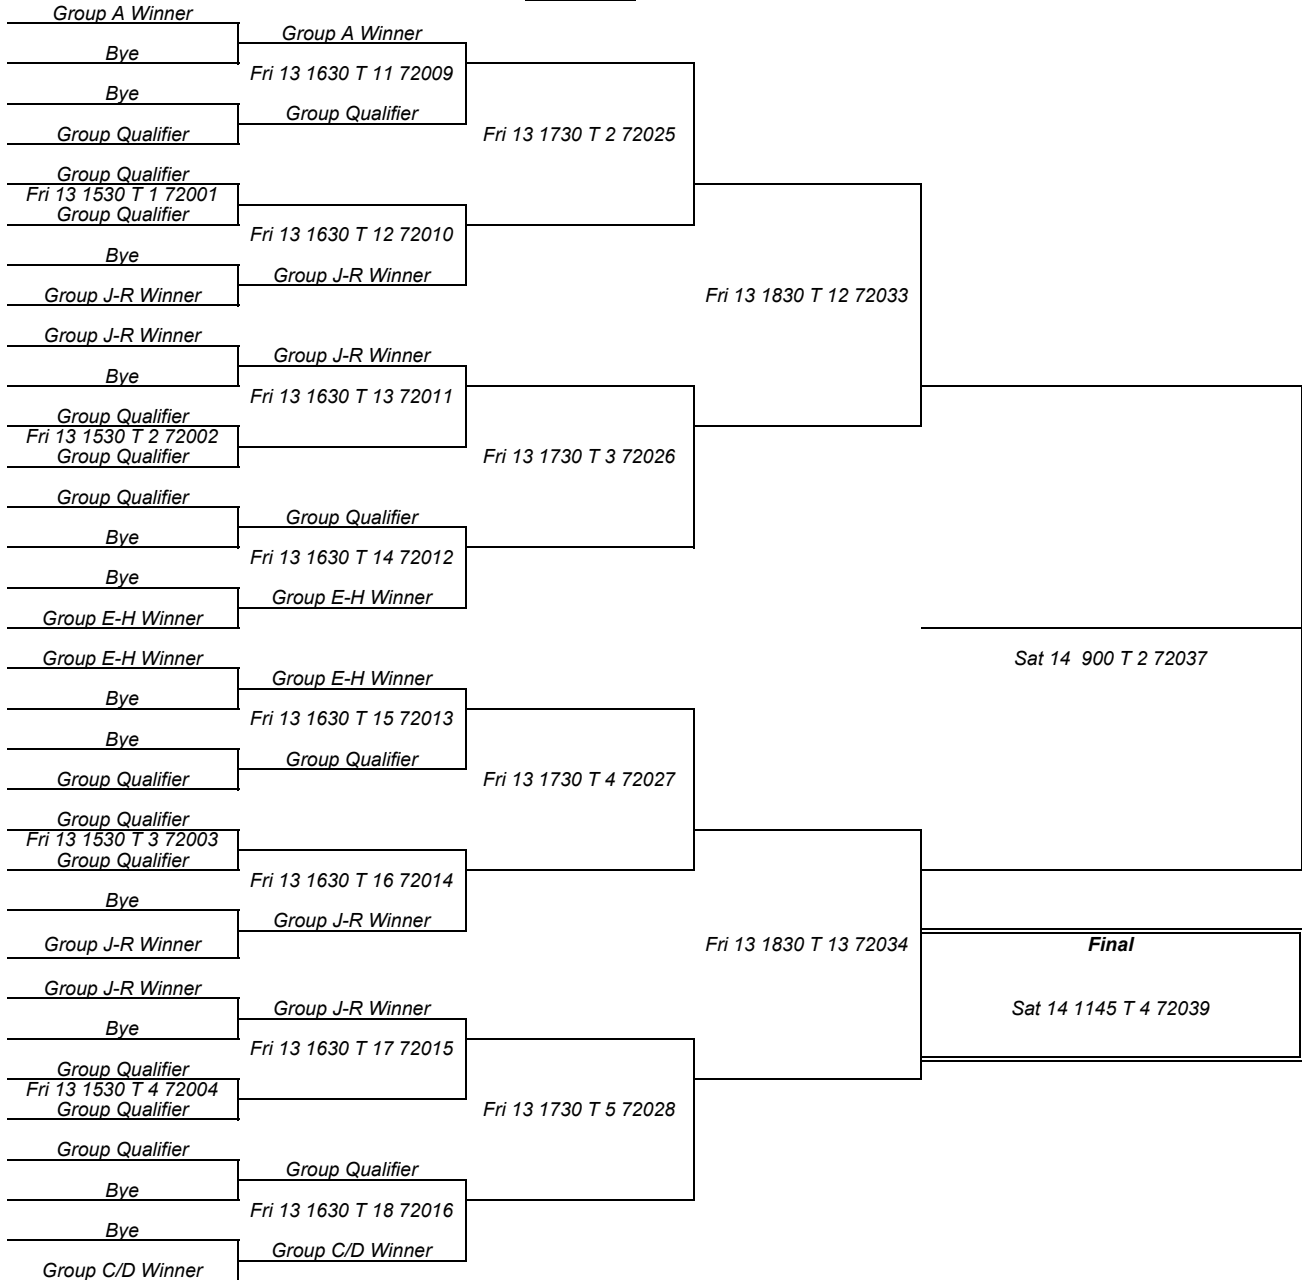 Group A Winner
Group A Winner
Bye
Fri 13 1630 T 11 72009
Bye
Group Qualifier
Group Qualifier
Fri 13 1730 T 2 72025
Group Qualifier
Fri 13 1530 T 1 72001
Group Qualifier
Fri 13 1630 T 12 72010
Bye
Group J-R Winner
Group J-R Winner
Fri 13 1830 T 12 72033
Group J-R Winner
Group J-R Winner
Bye
Fri 13 1630 T 13 72011
Group Qualifier
Fri 13 1530 T 2 72002
Group Qualifier
Fri 13 1730 T 3 72026
Group Qualifier
Group Qualifier
Bye
Fri 13 1630 T 14 72012
Bye
Group E-H Winner
Group E-H Winner
Group E-H Winner
Sat 14 900 T 2 72037
Group E-H Winner
Bye
Fri 13 1630 T 15 72013
Bye
Group Qualifier
Group Qualifier
Fri 13 1730 T 4 72027
Group Qualifier
Fri 13 1530 T 3 72003
Group Qualifier
Fri 13 1630 T 16 72014
Bye
Group J-R Winner
Group J-R Winner
Fri 13 1830 T 13 72034
Final
Group J-R Winner
Group J-R Winner
Sat 14 1145 T 4 72039
Bye
Fri 13 1630 T 17 72015
Group Qualifier
Fri 13 1530 T 4 72004
Group Qualifier
Fri 13 1730 T 5 72028
Group Qualifier
Group Qualifier
Bye
Fri 13 1630 T 18 72016
Bye
Group C/D Winner
Group C/D Winner